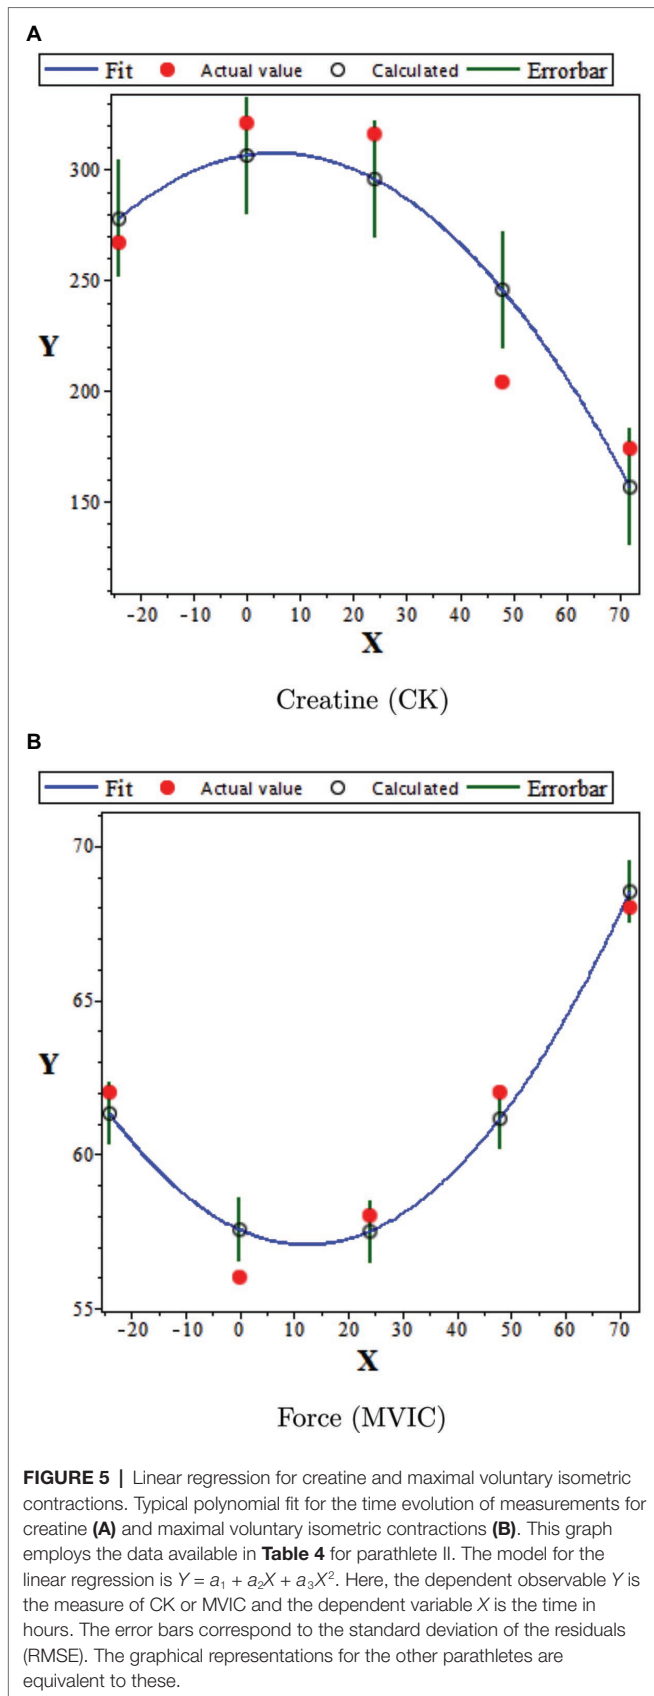 A
Fit Actual value Calculated Errorbar
300
250
Y
200
150
-20 -10 0 10 20 30 40 50 60 70
X
Creatine (CK)
B
Fit Actual value Calculated Errorbar
70
65
Y
60
55
-20 -10 0 10 20 30 40 50 60 70
X
Force (MVIC)
FIGURE 5 | Linear regression for creatine and maximal voluntary isometric
contractions. Typical polynomial fit for the time evolution of measurements for
creatine (A) and maximal voluntary isometric contractions (B). This graph
employs the data available in Table 4 for parathlete II. The model for the
linear regression is Y = a₁ + a₂X + a₃X². Here, the dependent observable Y is
the measure of CK or MVIC and the dependent variable X is the time in
hours. The error bars correspond to the standard deviation of the residuals
(RMSE). The graphical representations for the other parathletes are
equivalent to these.